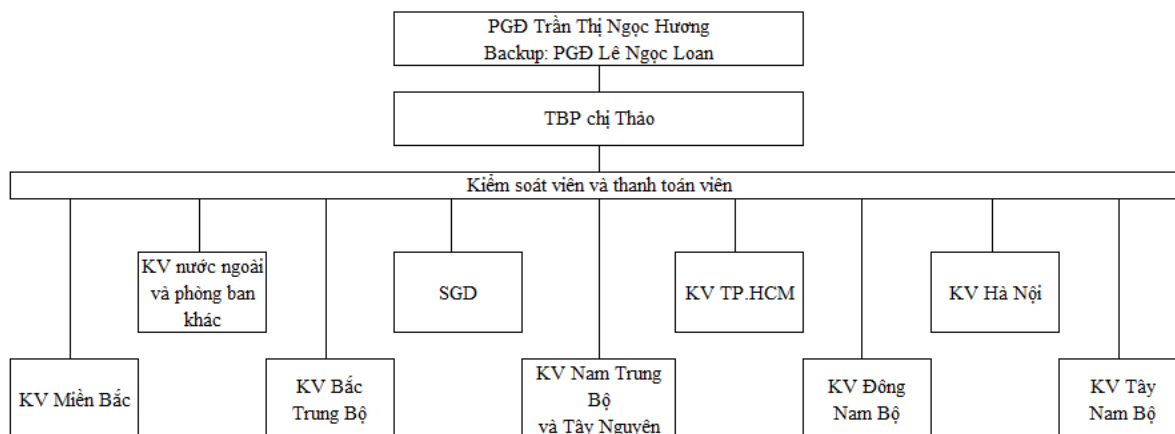 PGĐ Trần Thị Ngọc Hương
Backup: PGĐ Lê Ngọc Loan
TBP chị Thảo
Kiểm soát viên và thanh toán viên
KV nước ngoài
và phòng ban
khác
SGD
KV TP.HCM
KV Hà Nội
KV Miền Bắc
KV Bắc
Trung Bộ
KV Nam Trung
Bộ
và Tây Nguyên
KV Đông
Nam Bộ
KV Tây
Nam Bộ